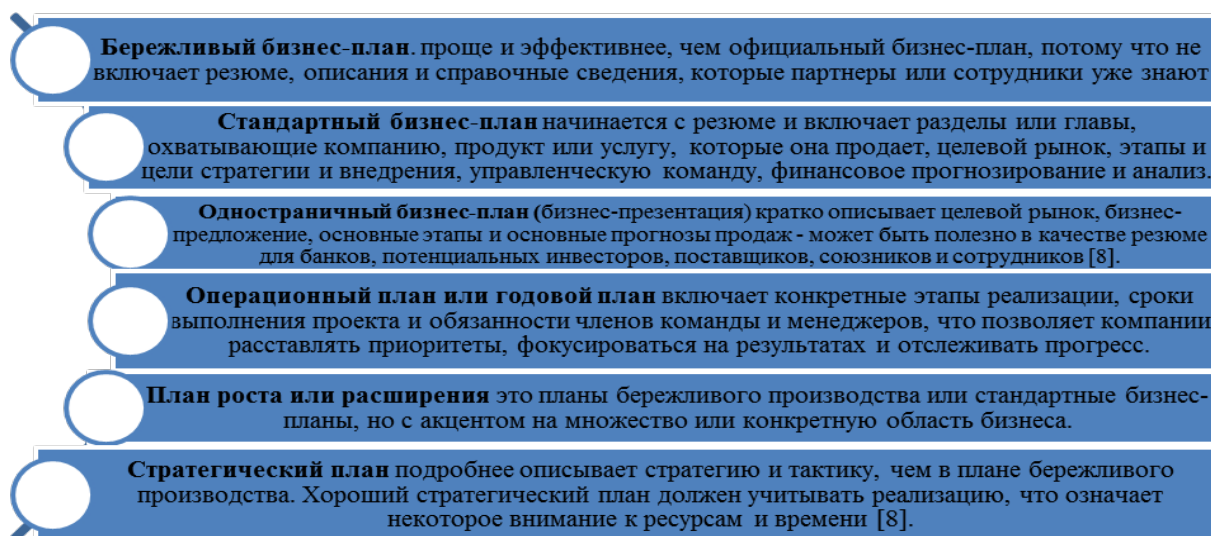 Бережливый бизнес-план. проще и эффективнее, чем официальный бизнес-план, потому что не
включает резюме, описания и справочные сведения, которые партнеры или сотрудники уже знают
Стандартный бизнес-план начинается с резюме и включает разделы или главы,
охватывающие компанию, продукт или услугу, которые она продает, целевой рынок, этапы и
цели стратегии и внедрения, управленческую команду, финансовое прогнозирование и анализ.
Одностраничный бизнес-план (бизнес-презентация) кратко описывает целевой рынок, бизнес-
предложение, основные этапы и основные прогнозы продаж - может быть полезно в качестве резюме
для банков, потенциальных инвесторов, поставщиков, союзников и сотрудников [8].
Операционный план или годовой план включает конкретные этапы реализации, сроки
выполнения проекта и обязанности членов команды и менеджеров, что позволяет компании
расставлять приоритеты, фокусироваться на результатах и отслеживать прогресс.
План роста или расширения это планы бережливого производства или стандартные бизнес-
планы, но с акцентом на множество или конкретную область бизнеса.
Стратегический план подробнее описывает стратегию и тактику, чем в плане бережливого
производства. Хороший стратегический план должен учитывать реализацию, что означает
некоторое внимание к ресурсам и времени [8].